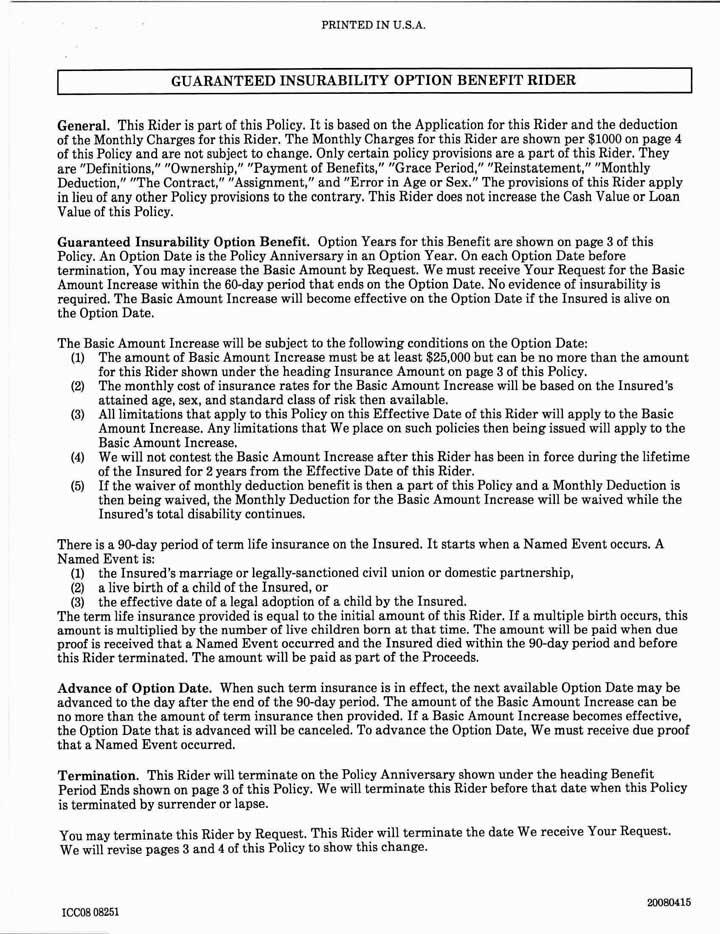 PRINTED IN U.S.A.
GUARANTEED INSURABILITY OPTION BENEFIT RIDER
General. This Rider is part of this Policy. It is based on the Application for this Rider and the deduction
of the Monthly Charges for this Rider. The Monthly Charges for this Rider are shown per $1000 on page 4
of this Policy and are not subject to change. Only certain policy provisions are a part of this Rider. They
are "Definitions," "Ownership," "Payment of Benefits," "Grace Period," "Reinstatement," "Monthly
Deduction," "The Contract," "Assignment," and "Error in Age or Sex." The provisions of this Rider apply
in lieu of any other Policy provisions to the contrary. This Rider does not increase the Cash Value or Loan
Value of this Policy.
Guaranteed Insurability Option Benefit. Option Years for this Benefit are shown on page 3 of this
Policy. An Option Date is the Policy Anniversary in an Option Year. On each Option Date before
termination, You may increase the Basic Amount by Request. We must receive Your Request for the Basic
Amount Increase within the 60-day period that ends on the Option Date. No evidence of insurability is
required. The Basic Amount Increase will become effective on the Option Date if the Insured is alive on
the Option Date.
The Basic Amount Increase will be subject to the following conditions on the Option Date:
(1) The amount of Basic Amount Increase must be at least $25,000 but can be no more than the amount
for this Rider shown under the heading Insurance Amount on page 3 of this Policy.
(2) The monthly cost of insurance rates for the Basic Amount Increase will be based on the Insured's
attained age, sex, and standard class of risk then available.
(3) All limitations that apply to this Policy on this Effective Date of this Rider will apply to the Basic
Amount Increase. Any limitations that We place on such policies then being issued will apply to the
Basic Amount Increase.
(4) We will not contest the Basic Amount Increase after this Rider has been in force during the lifetime
of the Insured for 2 years from the Effective Date of this Rider.
(5) If the waiver of monthly deduction benefit is then a part of this Policy and a Monthly Deduction is
then being waived, the Monthly Deduction for the Basic Amount Increase will be waived while the
Insured's total disability continues.
There is a 90-day period of term life insurance on the Insured. It starts when a Named Event occurs. A
Named Event is:
(1) the Insured's marriage or legally-sanctioned civil union or domestic partnership,
(2) a live birth of a child of the Insured, or
(3) the effective date of a legal adoption of a child by the Insured.
The term life insurance provided is equal to the initial amount of this Rider. If a multiple birth occurs, this
amount is multiplied by the number of live children born at that time. The amount will be paid when due
proof is received that a Named Event occurred and the Insured died within the 90-day period and before
this Rider terminated. The amount will be paid as part of the Proceeds.
Advance of Option Date. When such term insurance is in effect, the next available Option Date may be
advanced to the day after the end of the 90-day period. The amount of the Basic Amount Increase can be
no more than the amount of term insurance then provided. If a Basic Amount Increase becomes effective,
the Option Date that is advanced will be canceled. To advance the Option Date, We must receive due proof
that a Named Event occurred.
Termination. This Rider will terminate on the Policy Anniversary shown under the heading Benefit
Period Ends shown on page 3 of this Policy. We will terminate this Rider before that date when this Policy
is terminated by surrender or lapse.
You may terminate this Rider by Request. This Rider will terminate the date We receive Your Request.
We will revise pages 3 and 4 of this Policy to show this change.
20080415
ICC08 08251